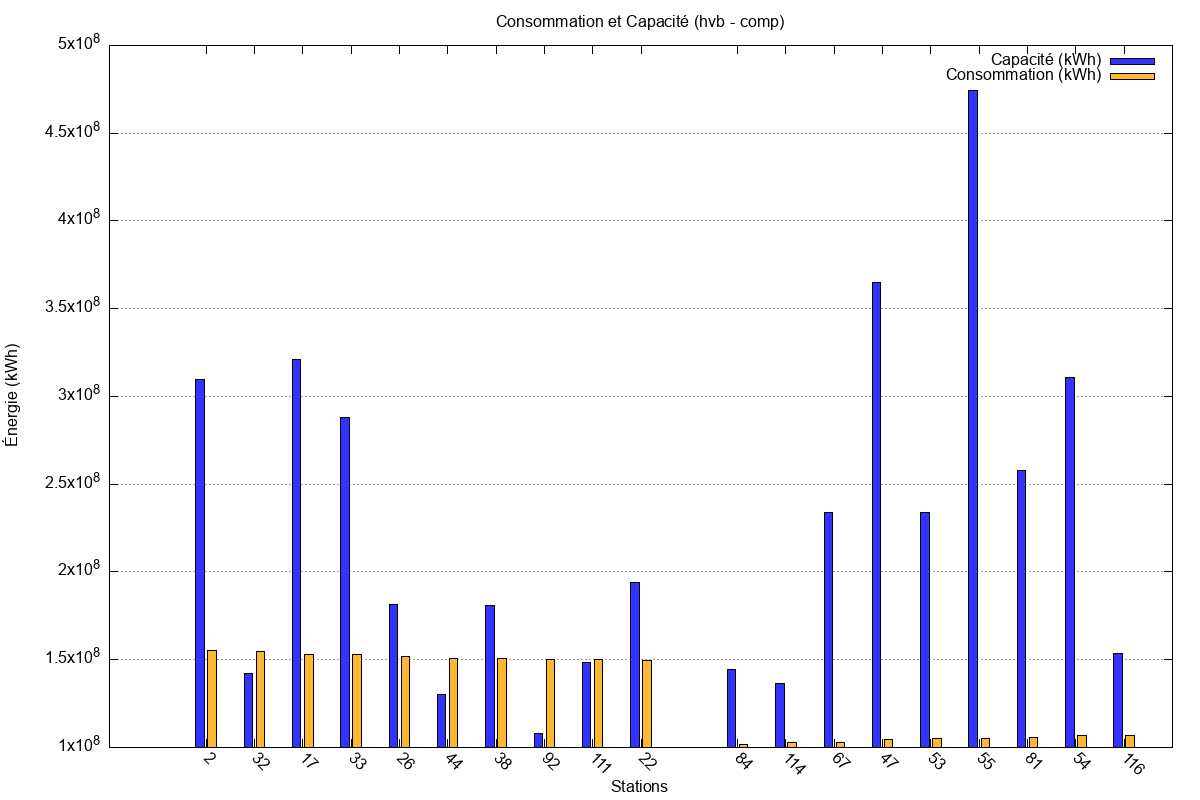 Consommation et Capacité (hvb - comp)
Capacité (kWh)
Consommation (kWh)
5x10⁸
4.5x10⁸
4x10⁸
3.5x10⁸
3x10⁸
2.5x10⁸
2x10⁸
1.5x10⁸
1x10⁸
Énergie (kWh)
2 32 17 33 26 44 38 92 111 22 84 114 67 47 53 55 81 54 116
Stations